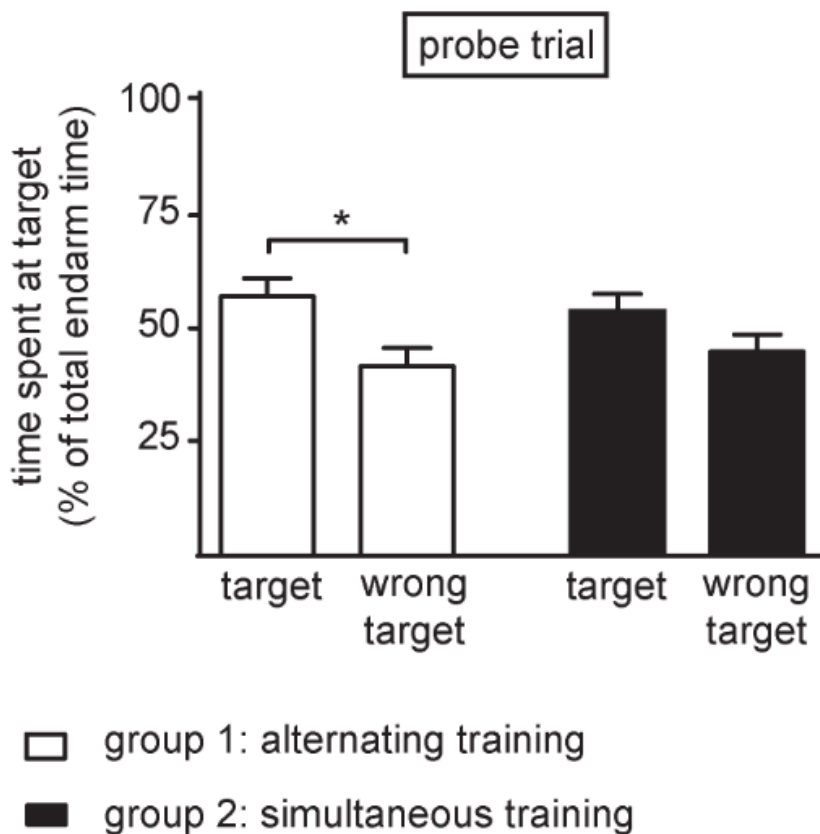 probe trial
time spent at target
(% of total endarm time)
100
75
50
25
*
target
wrong
target
target
wrong
target
group 1: alternating training
group 2: simultaneous training